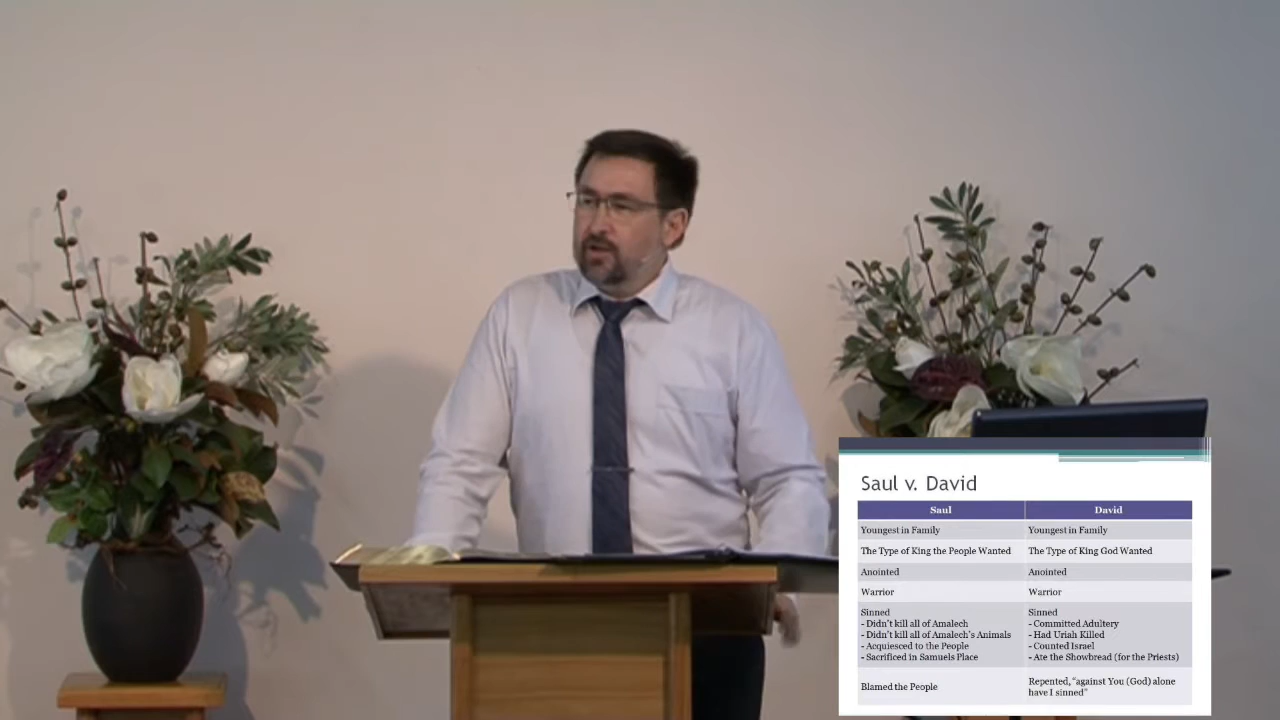 Saul v. David
Saul David
Youngest in Family Youngest in Family
The Type of King the People Wanted The Type of King God Wanted
Anointed Anointed
Warrior Warrior
Sinned Sinned
- Didn't kill all of Amalech - Committed Adultery
- Didn't kill all of Amalech's Animals - Had Uriah Killed
- Acquiesced to the People - Counted Israel
- Sacrificed in Samuels Place - Ate the Showbread (for the Priests)
Blamed the People Repented, "against You (God) alone
have I sinned"